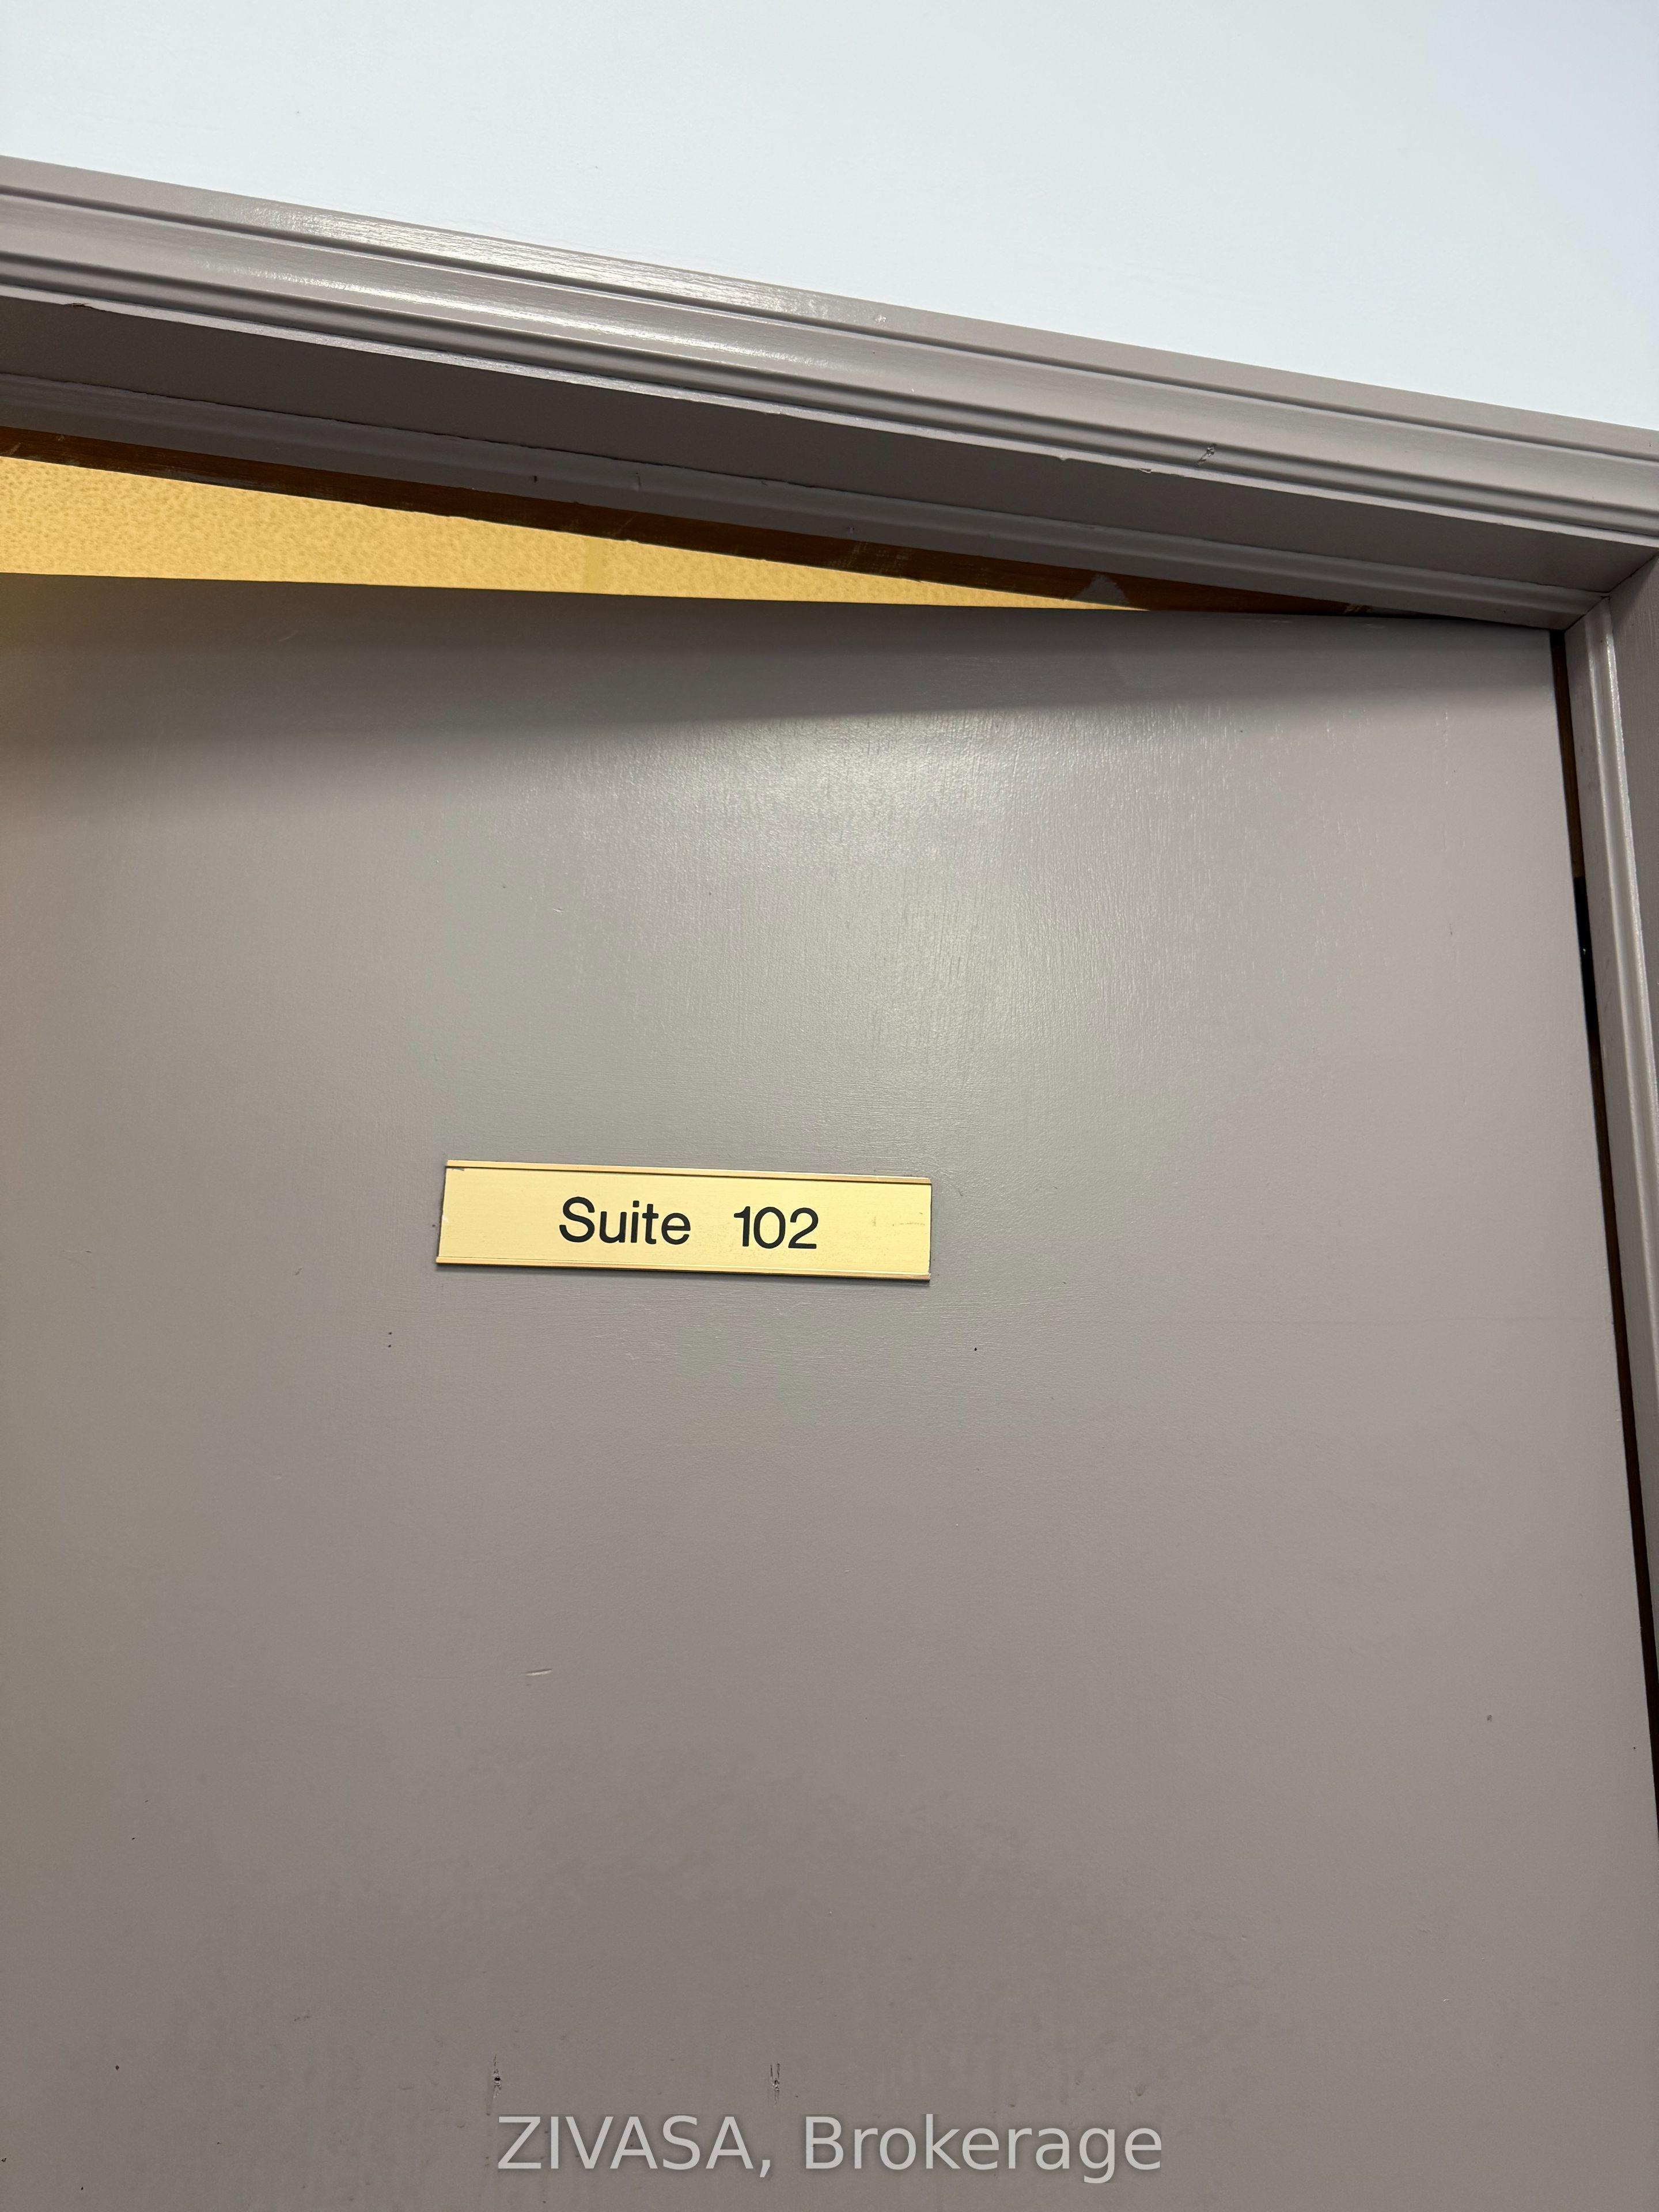 Suite 102
ZIVASA, Brokerage